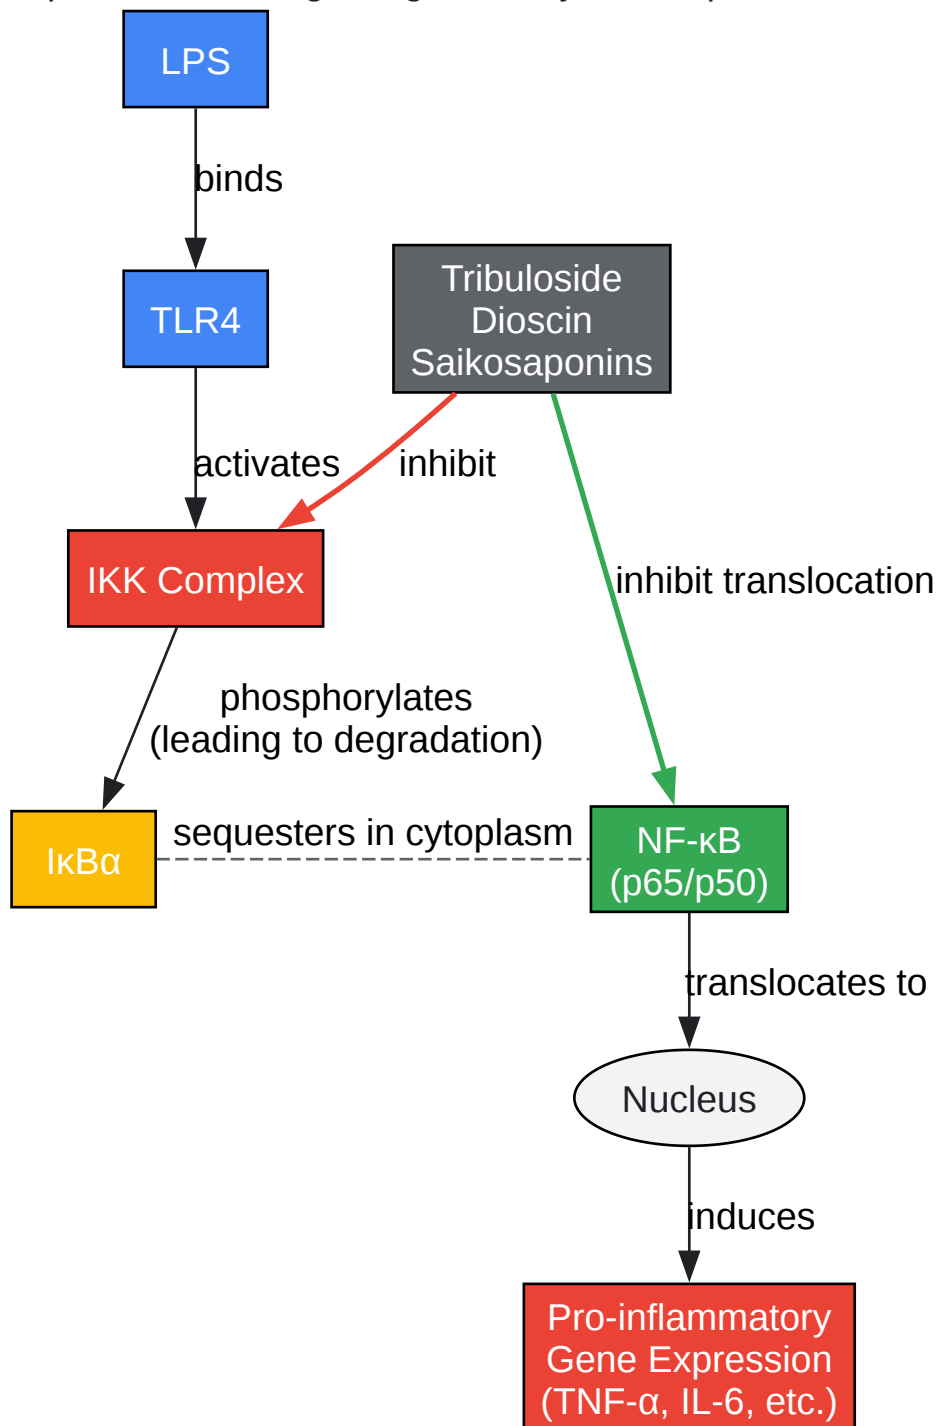 LPS
binds
Tribuloside
Dioscin
Saikosaponins
TLR4
activates
inhibit
IKK Complex
inhibit translocation
phosphorylates
(leading to degradation)
sequesters in cytoplasm
IκBα
NF-κB
(p65/p50)
translocates to
Nucleus
induces
Pro-inflammatory
Gene Expression
(TNF-α, IL-6, etc.)